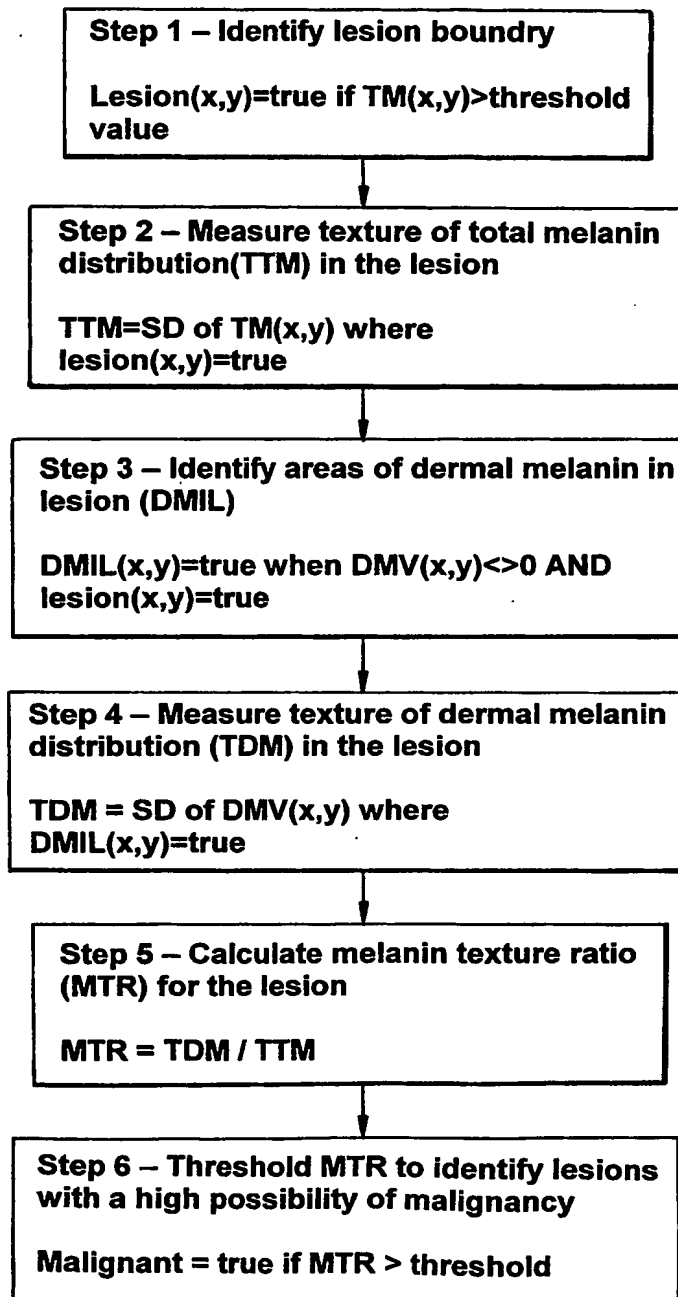 Step 1 – Identify lesion boundry
Lesion(x,y)=true if TM(x,y)>threshold
value
Step 2 – Measure texture of total melanin
distribution(TTM) in the lesion
TTM=SD of TM(x,y) where
lesion(x,y)=true
Step 3 – Identify areas of dermal melanin in
lesion (DMIL)
DMIL(x,y)=true when DMV(x,y)<>0 AND
lesion(x,y)=true
Step 4 – Measure texture of dermal melanin
distribution (TDM) in the lesion
TDM = SD of DMV(x,y) where
DMIL(x,y)=true
Step 5 – Calculate melanin texture ratio
(MTR) for the lesion
MTR = TDM / TTM
Step 6 – Threshold MTR to identify lesions
with a high possibility of malignancy
Malignant = true if MTR > threshold